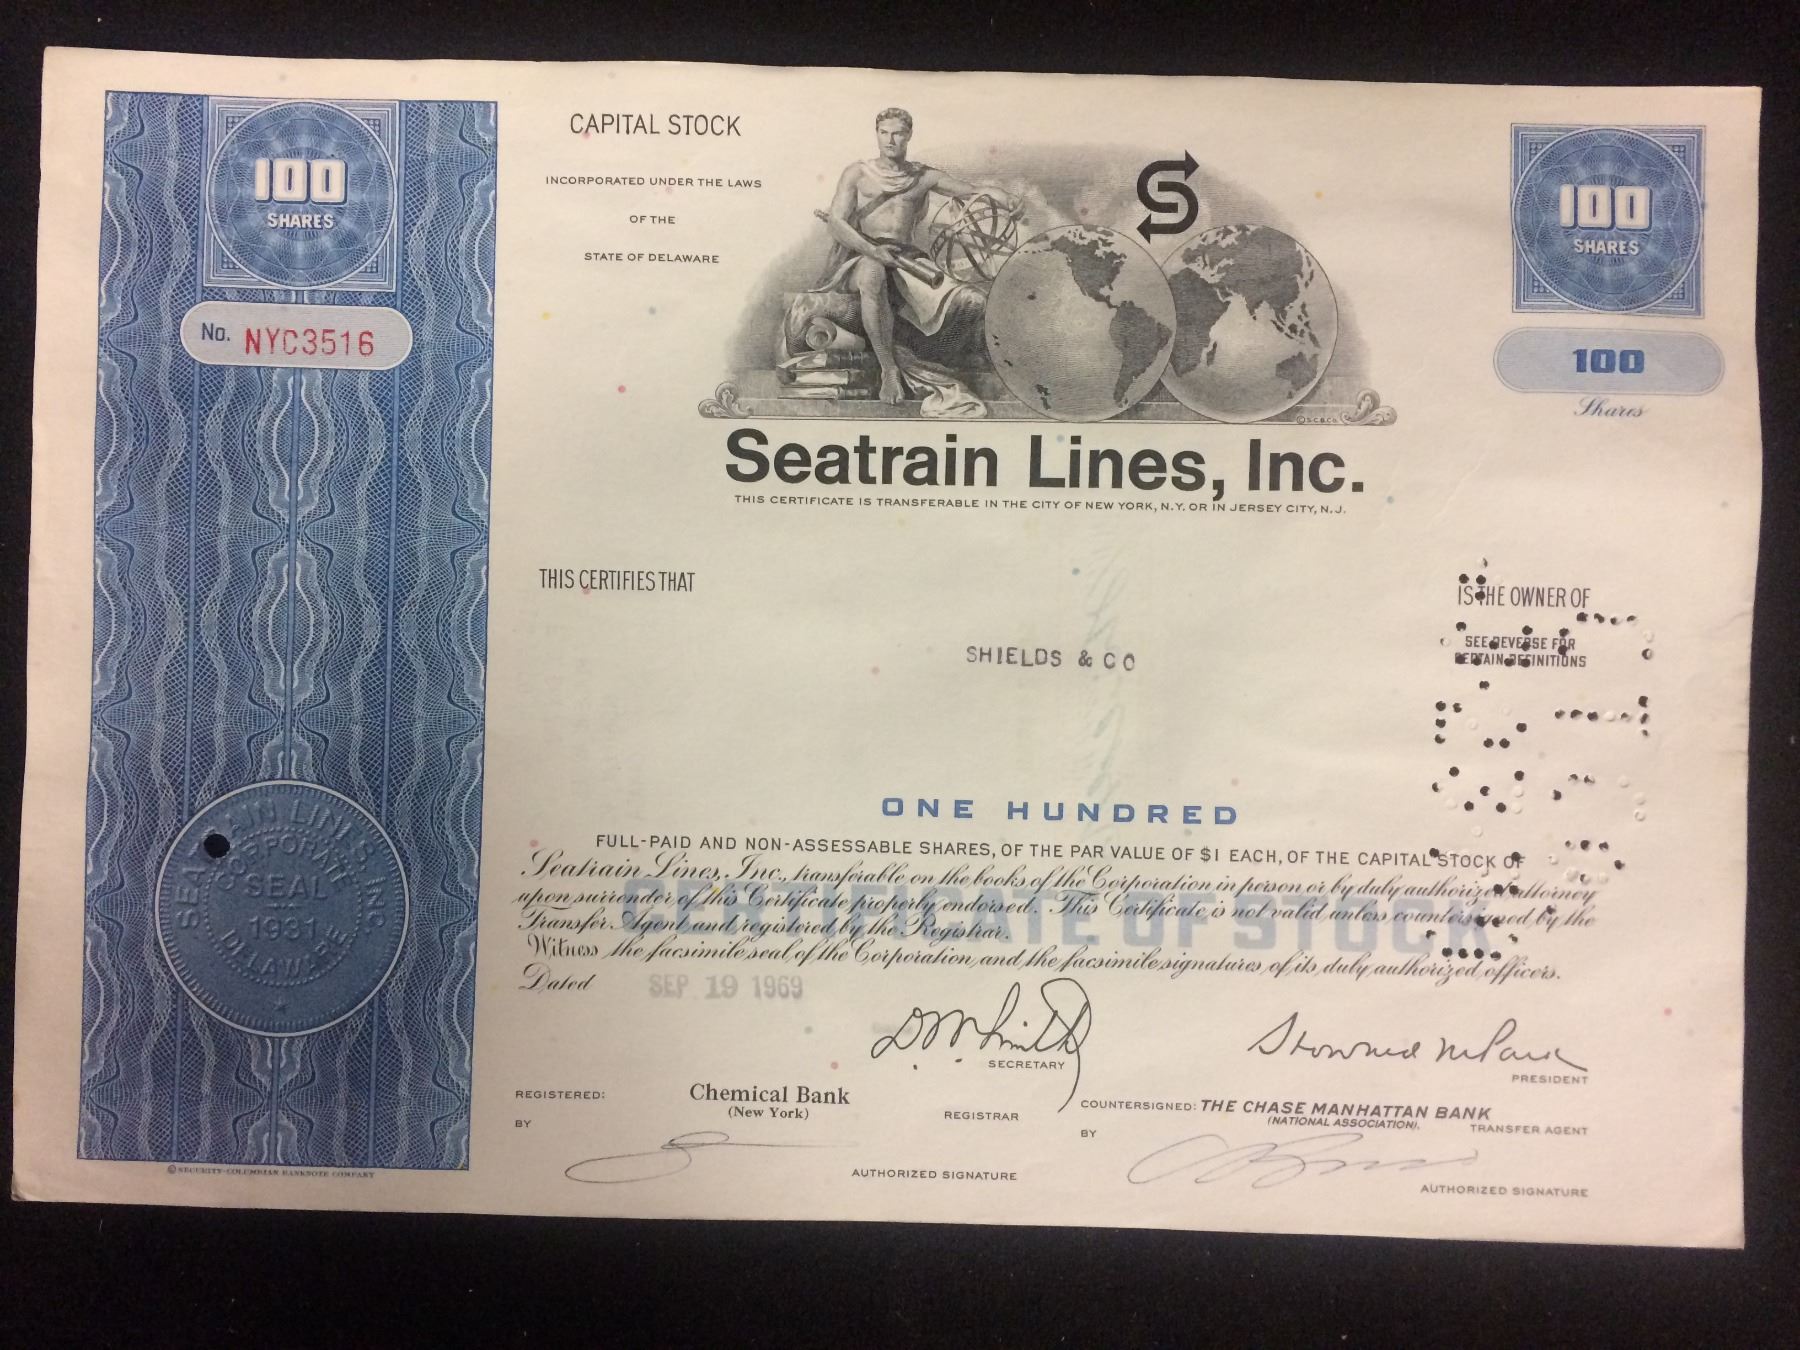 100
SHARES
No. NYC3516
SEATRAIN LINES, INC.
CORPORATE
SEAL
1931
DELAWARE
© SECURITY-COLUMBIAN BANKNOTE COMPANY
CAPITAL STOCK
INCORPORATED UNDER THE LAWS
OF THE
STATE OF DELAWARE
S
© S.C.B.CO.
100
SHARES
100
Shares
Seatrain Lines, Inc.
THIS CERTIFICATE IS TRANSFERABLE IN THE CITY OF NEW YORK, N.Y. OR IN JERSEY CITY, N.J.
THIS CERTIFIES THAT
IS THE OWNER OF
SEE REVERSE FOR
CERTAIN DEFINITIONS
SHIELDS & CO
ONE HUNDRED
FULL-PAID AND NON-ASSESSABLE SHARES, OF THE PAR VALUE OF $1 EACH, OF THE CAPITAL STOCK OF
Seatrain Lines, Inc., transferable on the books of the Corporation in person or by duly authorized attorney
upon surrender of this Certificate properly endorsed. This Certificate is not valid unless countersigned by the
Transfer Agent and registered by the Registrar.
CERTIFICATE OF STOCK
Witness the facsimile seal of the Corporation and the facsimile signatures of its duly authorized officers.
Dated SEP 19 1969
SECRETARY
PRESIDENT
REGISTERED:
Chemical Bank
(New York)
REGISTRAR
BY
AUTHORIZED SIGNATURE
COUNTERSIGNED: THE CHASE MANHATTAN BANK
(NATIONAL ASSOCIATION),
TRANSFER AGENT
BY
AUTHORIZED SIGNATURE